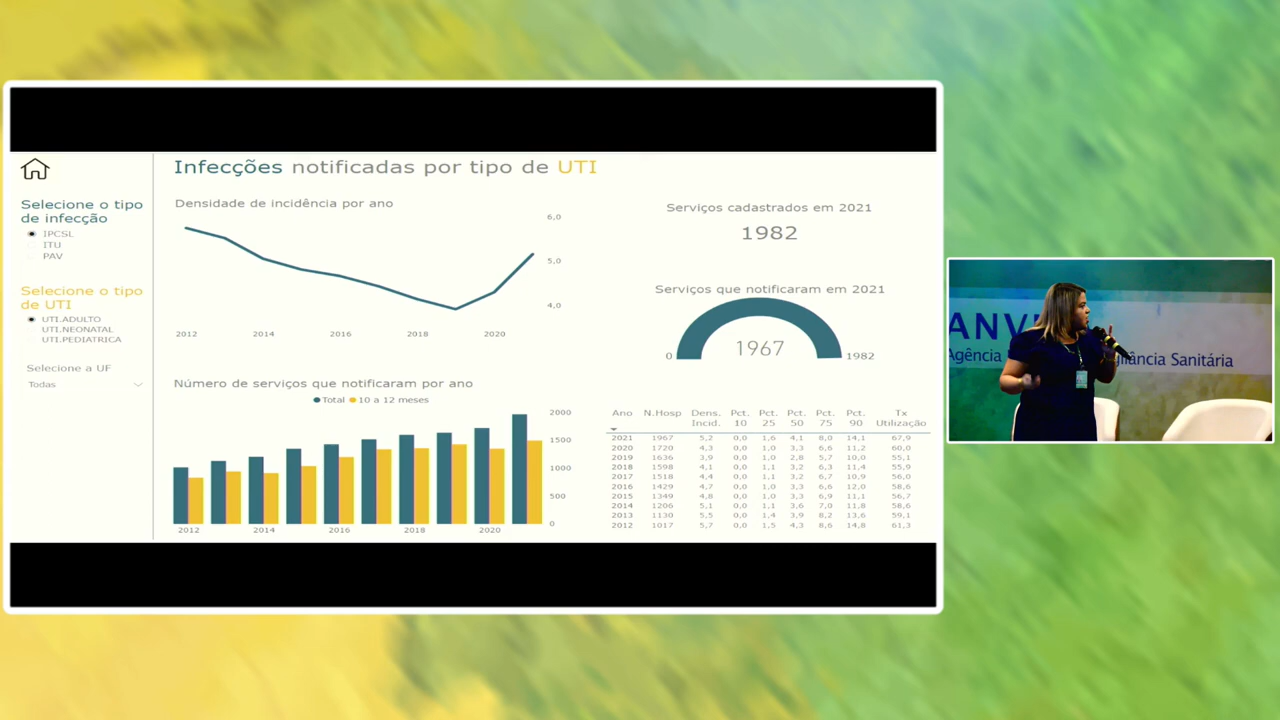 Infecções notificadas por tipo de UTI
Selecione o tipo
de infecção
IPCSL
ITU
PAV
Selecione o tipo
de UTI
UTI.ADULTO
UTI.NEONATAL
UTI.PEDIATRICA
Selecione a UF
Todas
Densidade de incidência por ano
6,0
5,0
4,0
2012 2014 2016 2018 2020
Número de serviços que notificaram por ano
Total 10 a 12 meses
2000
1500
1000
500
0
2012 2014 2016 2018 2020
Serviços cadastrados em 2021
1982
Serviços que notificaram em 2021
0 1967 1982
Ano N.Hosp Dens. Incid. Pct. 10 Pct. 25 Pct. 50 Pct. 75 Pct. 90 Tx Utilização
2021 1967 5,2 0,0 1,6 4,1 8,0 14,1 67,9
2020 1720 4,3 0,0 1,0 3,3 6,6 11,2 60,0
2019 1636 3,9 0,0 1,0 2,8 5,7 10,0 55,1
2018 1598 4,1 0,0 1,1 3,2 6,3 11,4 55,9
2017 1518 4,4 0,0 1,1 3,2 6,7 10,9 56,0
2016 1429 4,7 0,0 1,0 3,3 6,6 12,0 58,6
2015 1349 4,8 0,0 1,0 3,3 6,9 11,1 56,7
2014 1206 5,1 0,0 1,1 3,6 7,0 11,8 58,6
2013 1130 5,5 0,0 1,4 3,9 8,2 13,6 59,1
2012 1017 5,7 0,0 1,5 4,3 8,6 14,8 61,3
ANV
Agência ilância Sanitária